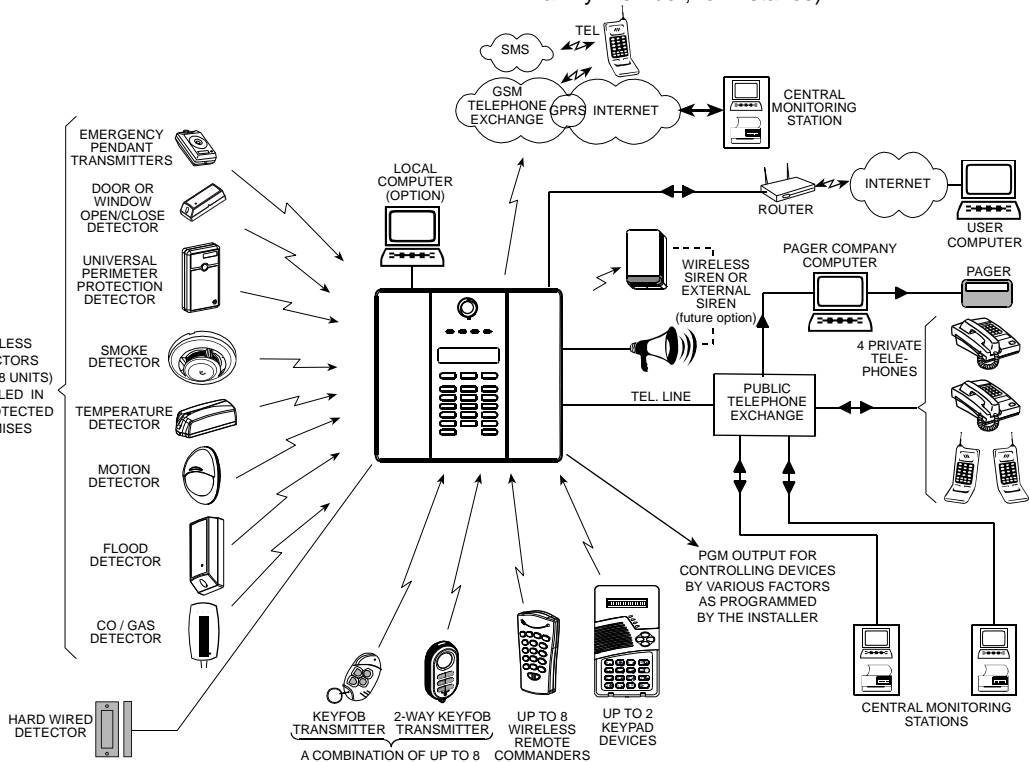 TEL
SMS
GSM
TELEPHONE
EXCHANGE
GPRS
INTERNET
CENTRAL
MONITORING
STATION
EMERGENCY
PENDANT
TRANSMITTERS
DOOR OR
WINDOW
OPEN/CLOSE
DETECTOR
UNIVERSAL
PERIMETER
PROTECTION
DETECTOR
SMOKE
DETECTOR
8 UNITS)
IN
TEMPERATURE
DETECTOR
MOTION
DETECTOR
FLOOD
DETECTOR
CO / GAS
DETECTOR
HARD WIRED
DETECTOR
LOCAL
COMPUTER
(OPTION)
ROUTER
INTERNET
USER
COMPUTER
WIRELESS
SIREN OR
EXTERNAL
SIREN
(future option)
PAGER COMPANY
COMPUTER
PAGER
4 PRIVATE
TELE-
PHONES
TEL. LINE
PUBLIC
TELEPHONE
EXCHANGE
PGM OUTPUT FOR
CONTROLLING DEVICES
BY VARIOUS FACTORS
AS PROGRAMMED
BY THE INSTALLER
KEYFOB
TRANSMITTER
2-WAY KEYFOB
TRANSMITTER
A COMBINATION OF UP TO 8
UP TO 8
WIRELESS
REMOTE
COMMANDERS
UP TO 2
KEYPAD
DEVICES
CENTRAL MONITORING
STATIONS